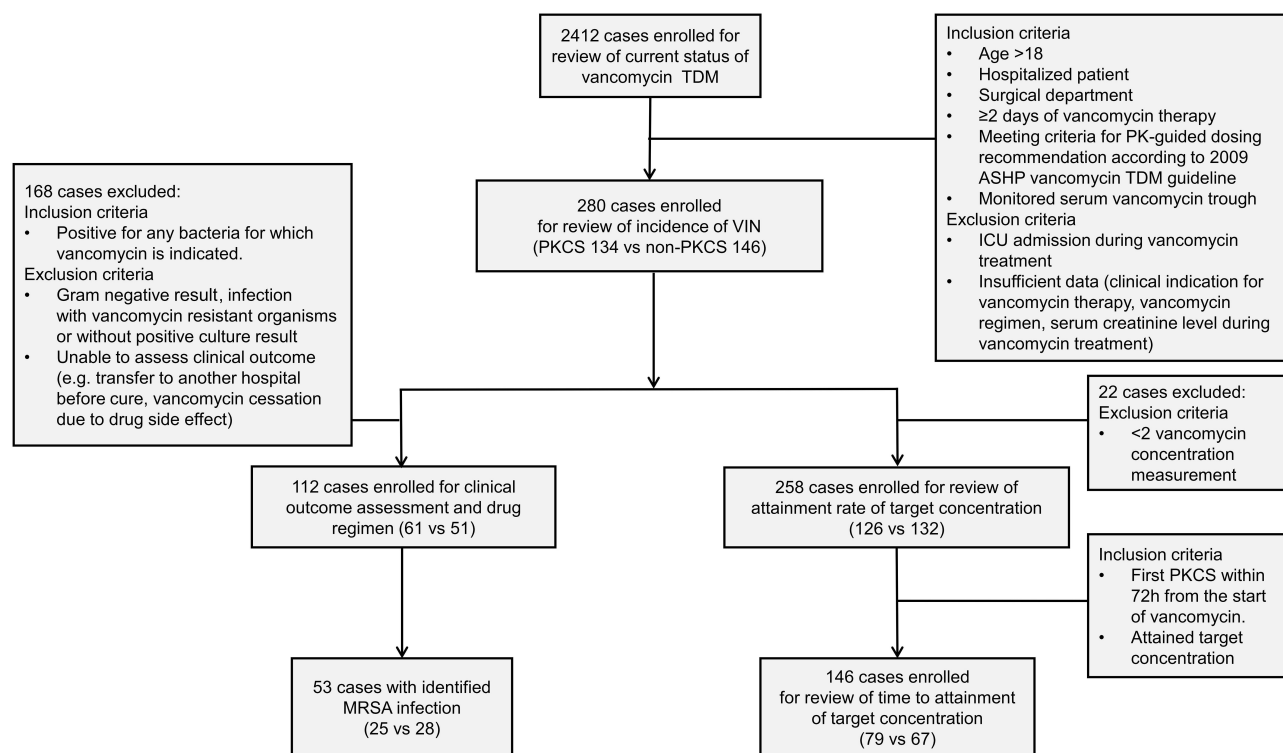 2412 cases enrolled for
review of current status of
vancomycin TDM
Inclusion criteria
• Age >18
• Hospitalized patient
• Surgical department
• ≥2 days of vancomycin therapy
• Meeting criteria for PK-guided dosing
recommendation according to 2009
ASHP vancomycin TDM guideline
• Monitored serum vancomycin trough
Exclusion criteria
• ICU admission during vancomycin
treatment
• Insufficient data (clinical indication for
vancomycin therapy, vancomycin
regimen, serum creatinine level during
vancomycin treatment)
280 cases enrolled
for review of incidence of VIN
(PKCS 134 vs non-PKCS 146)
168 cases excluded:
Inclusion criteria
• Positive for any bacteria for which
vancomycin is indicated.
Exclusion criteria
• Gram negative result, infection
with vancomycin resistant organisms
or without positive culture result
• Unable to assess clinical outcome
(e.g. transfer to another hospital
before cure, vancomycin cessation
due to drug side effect)
22 cases excluded:
Exclusion criteria
• <2 vancomycin
concentration
measurement
112 cases enrolled for clinical
outcome assessment and drug
regimen (61 vs 51)
258 cases enrolled for review of
attainment rate of target concentration
(126 vs 132)
Inclusion criteria
• First PKCS within
72h from the start
of vancomycin.
• Attained target
concentration
53 cases with identified
MRSA infection
(25 vs 28)
146 cases enrolled
for review of time to attainment
of target concentration
(79 vs 67)